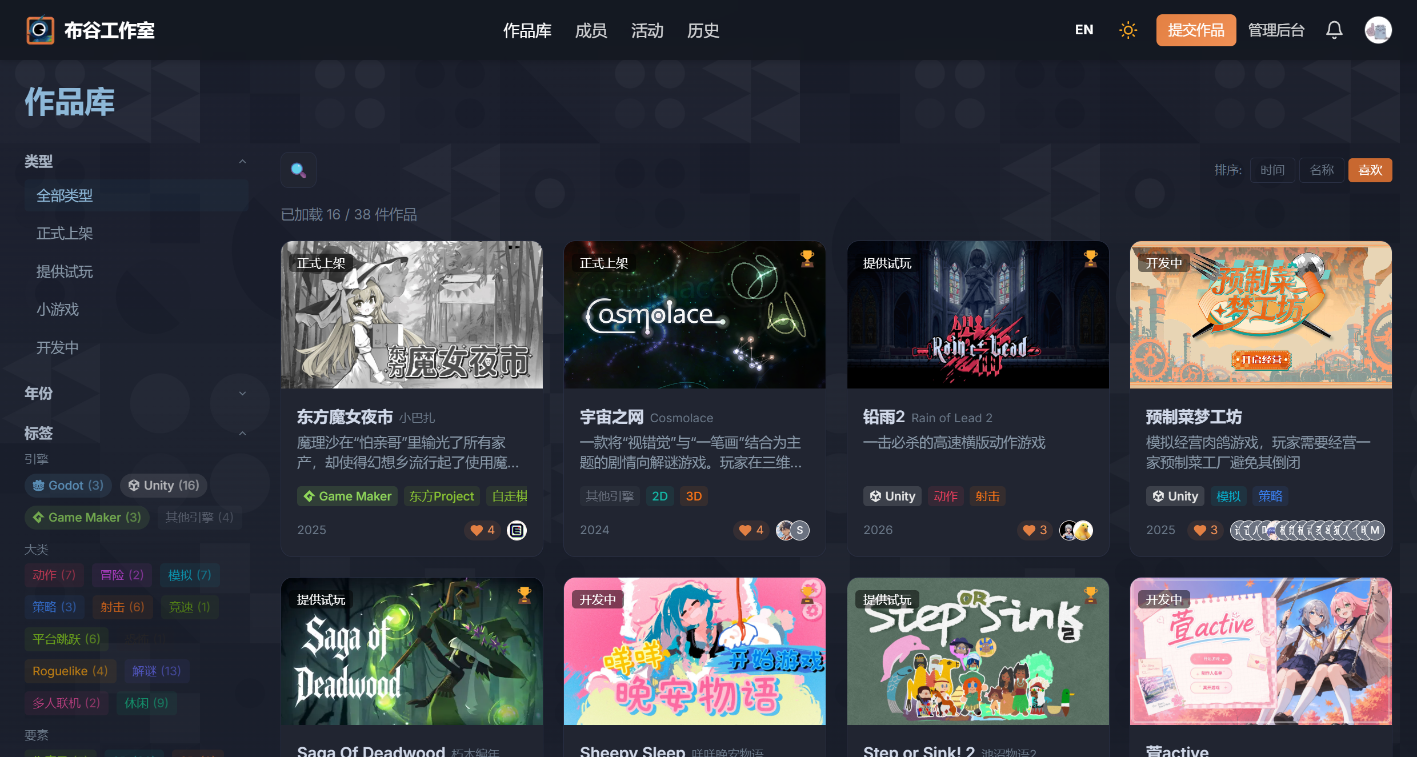 布谷工作室
作品库 成员 活动 历史
EN 提交作品 管理后台
作品库
类型
全部类型
正式上架
提供试玩
小游戏
开发中
年份
标签
引擎
Godot (3) Unity (16)
Game Maker (3) 其他引擎 (4)
大类
动作 (7) 冒险 (2) 模拟 (7)
策略 (3) 射击 (6) 竞速 (1)
平台跳跃 (6)
Roguelike (4) 解谜 (13)
多人联机 (2) 休闲 (9)
要素
排序: 时间 名称 喜欢
已加载 16 / 38 件作品
正式上架
东方魔女夜市
东方魔女夜市 小巴扎
魔理沙在“怕亲哥”里输光了所有家
产，却使得幻想乡流行起了使用魔...
Game Maker 东方Project 自走棋
2025 4
正式上架
Cosmolace
宇宙之网 Cosmolace
一款将“视错觉”与“一笔画”结合为主
题的剧情向解谜游戏。玩家在三维...
其他引擎 2D 3D
2024 4 S
提供试玩
Rain of Lead
铅雨2 Rain of Lead 2
一击必杀的高速横版动作游戏
Unity 动作 射击
2026 3
开发中
预制菜
梦工坊
预制菜梦工坊
模拟经营肉鸽游戏，玩家需要经营一
家预制菜工厂避免其倒闭
Unity 模拟 策略
2025 3 M
提供试玩
Saga of
Deadwood
Saga Of Deadwood 朽木编年
开发中
咩咩 开始游戏
晚安物语
Sheepy Sleep 咩咩晚安物语
提供试玩
OR
Step Sink
2
Step or Sink! 2 池沼物语2
开发中
萱active
萱active